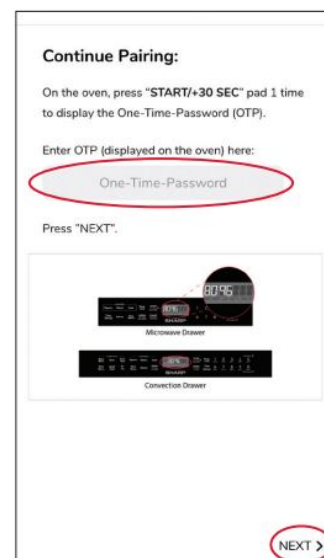 Continue Pairing:
On the oven, press "START/+30 SEC" pad 1 time
to display the One-Time-Password (OTP).
Enter OTP (displayed on the oven) here:
One-Time-Password
Press "NEXT".
Microwave Drawer
SHARP
Convection Drawer
NEXT >